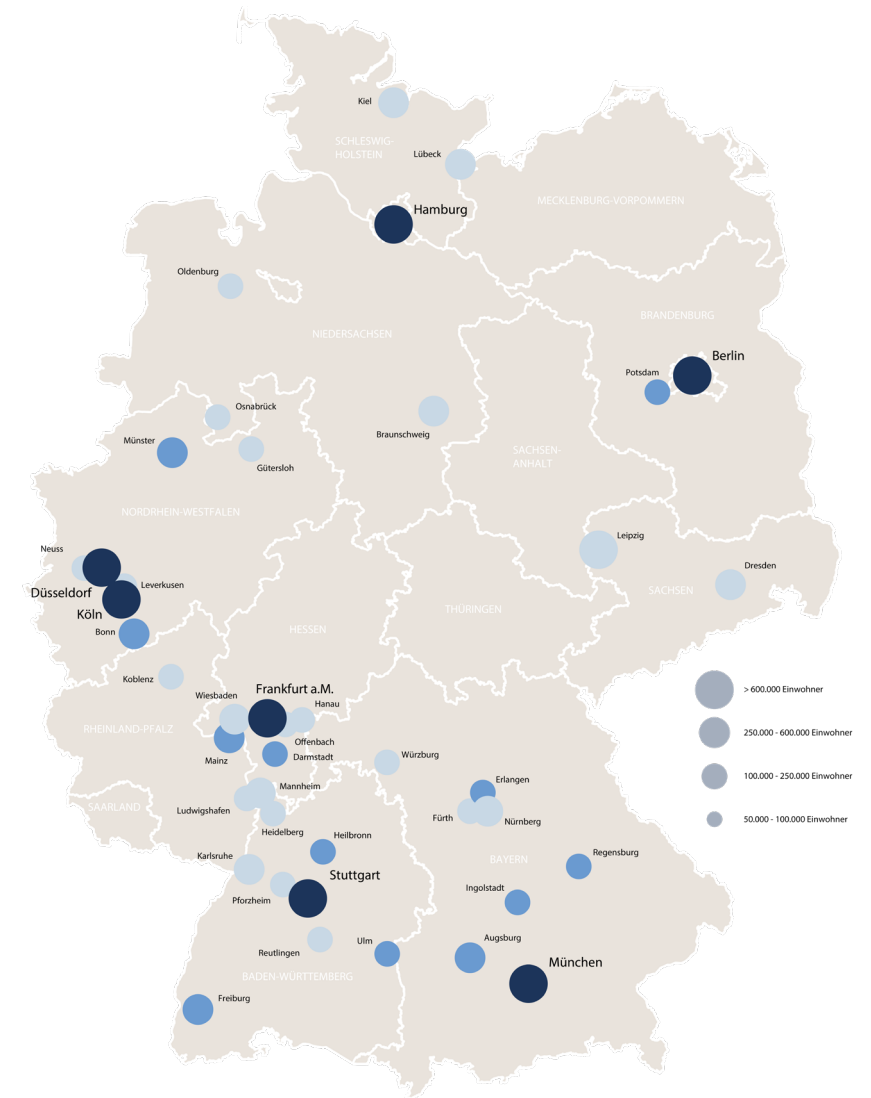 Kiel
SCHLESWIG-
HOLSTEIN
Lübeck
MECKLENBURG-VORPOMMERN
Hamburg
Oldenburg
BRANDENBURG
NIEDERSACHSEN
Berlin
Potsdam
Osnabrück
Braunschweig
Münster
SACHSEN-
ANHALT
Gütersloh
NORDRHEIN-WESTFALEN
Leipzig
Neuss
Dresden
Leverkusen
Düsseldorf
SACHSEN
Köln
THÜRINGEN
Bonn
HESSEN
Koblenz
Frankfurt a.M.
> 600.000 Einwohner
Wiesbaden
Hanau
RHEINLAND-PFALZ
250.000 - 600.000 Einwohner
Offenbach
Mainz
Darmstadt
Würzburg
100.000 - 250.000 Einwohner
Erlangen
Mannheim
SAARLAND
Ludwigshafen
Fürth
Nürnberg
50.000 - 100.000 Einwohner
Heidelberg
Heilbronn
Karlsruhe
Regensburg
BAYERN
Stuttgart
Ingolstadt
Pforzheim
Augsburg
Ulm
Reutlingen
München
BADEN-WÜRTTEMBERG
Freiburg